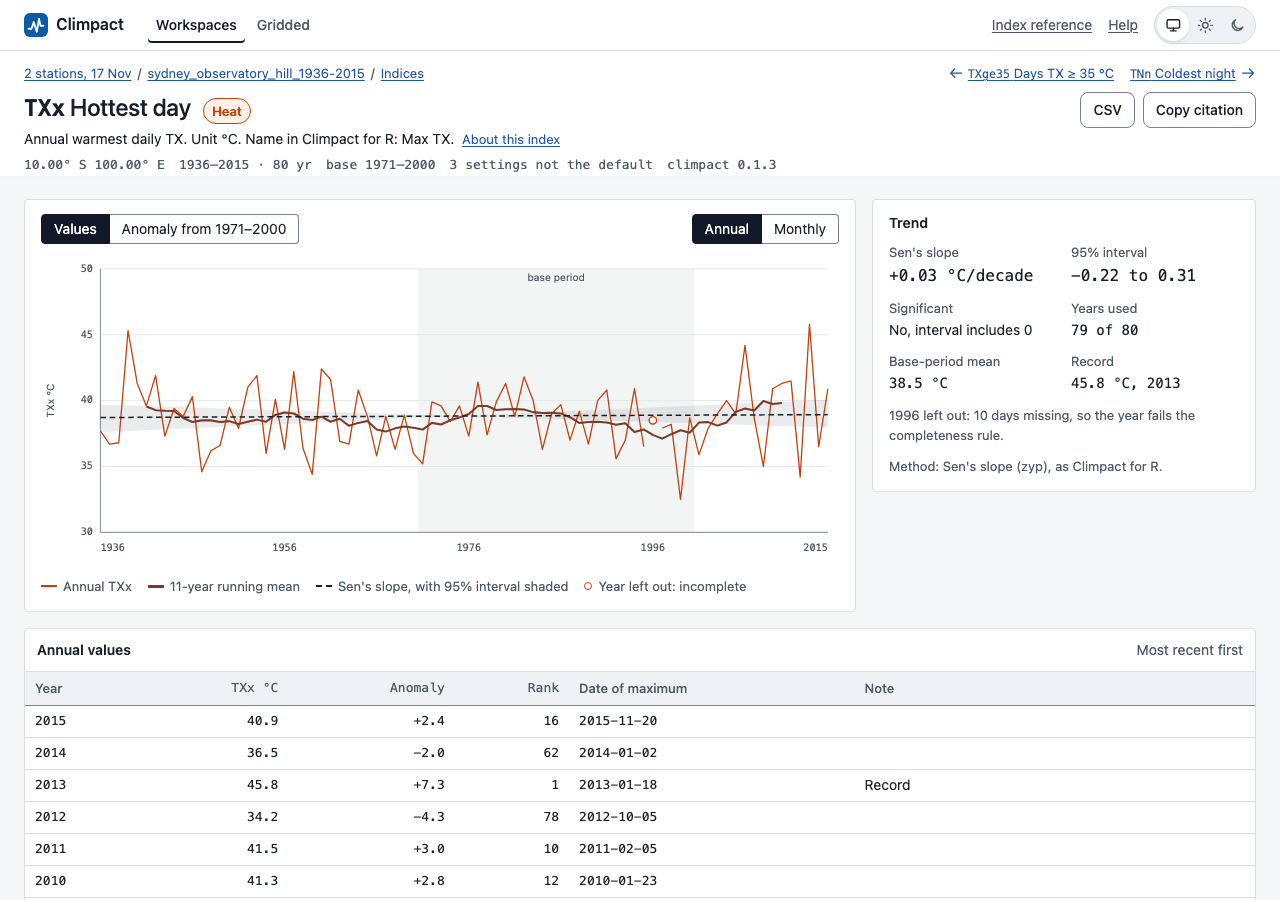 Climpact
Workspaces Gridded
Index reference Help
2 stations, 17 Nov / sydney_observatory_hill_1936-2015 / Indices
← TXge35 Days TX ≥ 35 °C TNn Coldest night →
TXx Hottest day Heat
CSV Copy citation
Annual warmest daily TX. Unit °C. Name in Climpact for R: Max TX. About this index
10.00° S 100.00° E 1936–2015 · 80 yr base 1971–2000 3 settings not the default climpact 0.1.3
Values Anomaly from 1971–2000
Annual Monthly
base period
50
45
40
35
30
TXx °C
1936 1956 1976 1996 2015
Annual TXx 11-year running mean Sen's slope, with 95% interval shaded Year left out: incomplete
Trend
Sen's slope 95% interval
+0.03 °C/decade −0.22 to 0.31
Significant Years used
No, interval includes 0 79 of 80
Base-period mean Record
38.5 °C 45.8 °C, 2013
1996 left out: 10 days missing, so the year fails the
completeness rule.
Method: Sen's slope (zyp), as Climpact for R.
Annual values Most recent first
Year TXx °C Anomaly Rank Date of maximum Note
2015 40.9 +2.4 16 2015–11–20
2014 36.5 −2.0 62 2014–01–02
2013 45.8 +7.3 1 2013–01–18 Record
2012 34.2 −4.3 78 2012–10–05
2011 41.5 +3.0 10 2011–02–05
2010 41.3 +2.8 12 2010–01–23